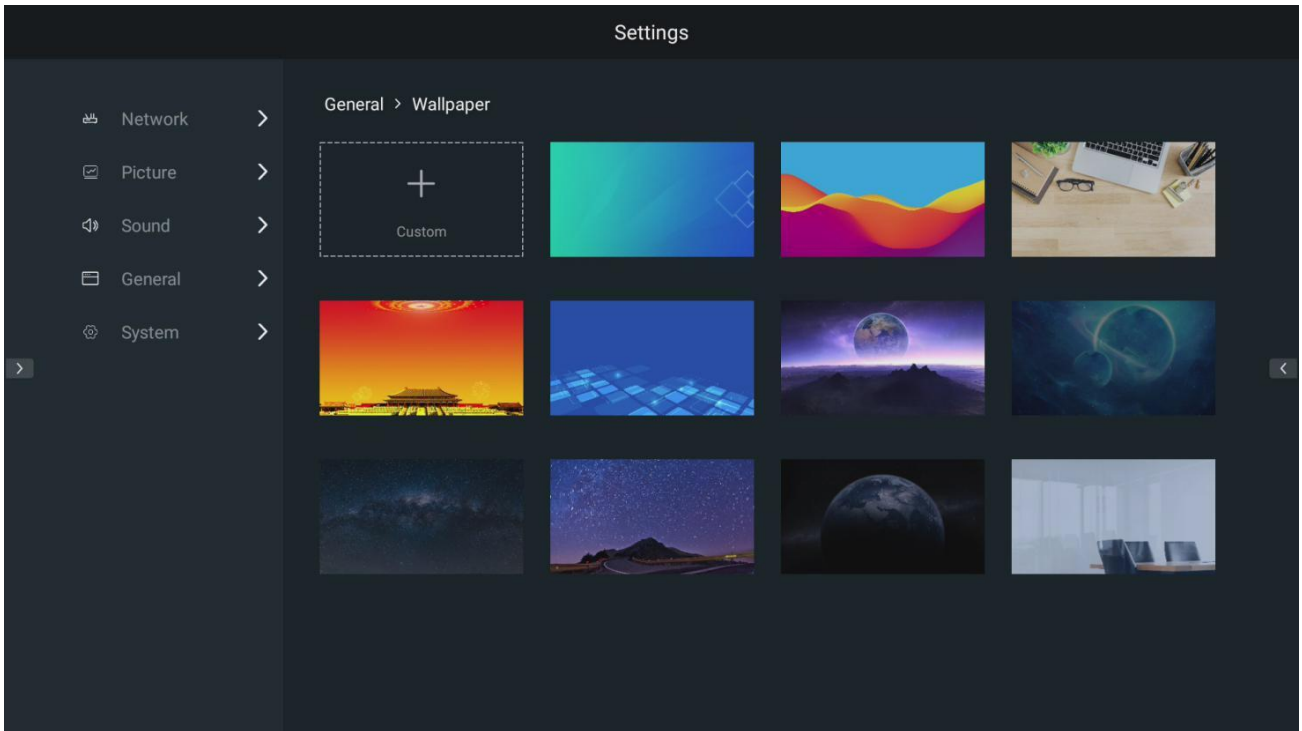 Settings
Network
Picture
Sound
General
System
General > Wallpaper
Custom